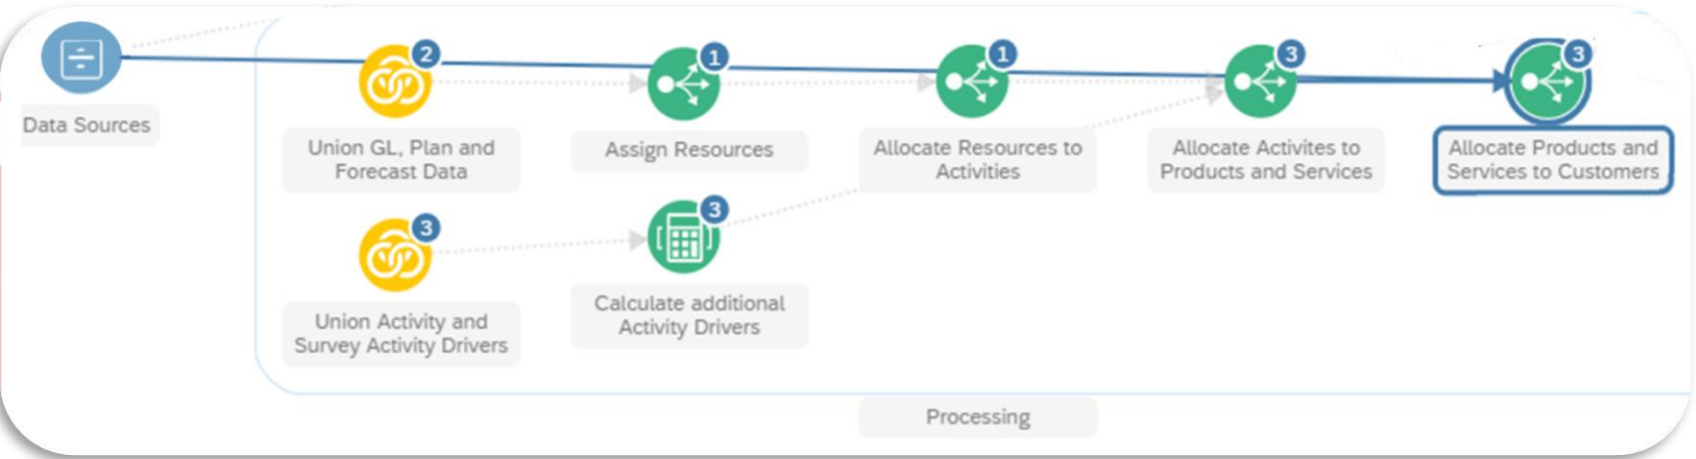 2
1
1
3
3
Data Sources
Union GL, Plan and
Forecast Data
Assign Resources
Allocate Resources to
Activities
Allocate Activites to
Products and Services
Allocate Products and
Services to Customers
3
3
Union Activity and
Survey Activity Drivers
Calculate additional
Activity Drivers
Processing